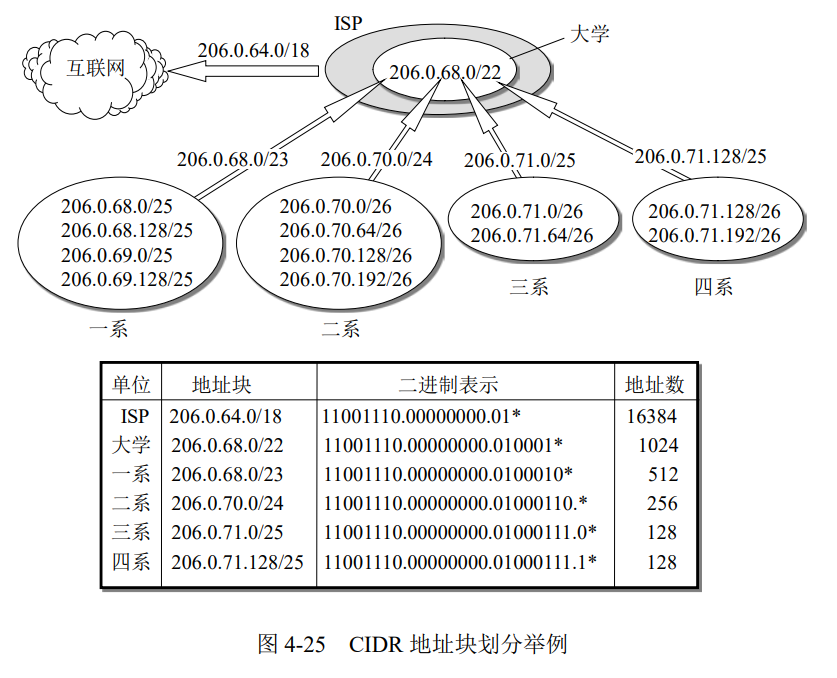 ISP
大学
206.0.64.0/18
互联网
206.0.68.0/22
206.0.68.0/23
206.0.70.0/24
206.0.71.0/25
206.0.71.128/25
206.0.68.0/25
206.0.68.128/25
206.0.69.0/25
206.0.69.128/25
一系
206.0.70.0/26
206.0.70.64/26
206.0.70.128/26
206.0.70.192/26
二系
206.0.71.0/26
206.0.71.64/26
三系
206.0.71.128/26
206.0.71.192/26
四系
单位 地址块 二进制表示 地址数
ISP 206.0.64.0/18 11001110.00000000.01* 16384
大学 206.0.68.0/22 11001110.00000000.010001* 1024
一系 206.0.68.0/23 11001110.00000000.0100010* 512
二系 206.0.70.0/24 11001110.00000000.01000110.* 256
三系 206.0.71.0/25 11001110.00000000.01000111.0* 128
四系 206.0.71.128/25 11001110.00000000.01000111.1* 128
图 4-25 CIDR 地址块划分举例